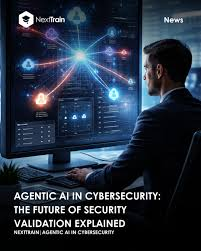 NextTrain
News
AGENTIC AI IN CYBERSECURITY:
THE FUTURE OF SECURITY
VALIDATION EXPLAINED
NEXTTRAIN | AGENTIC AI IN CYBERSECURITY